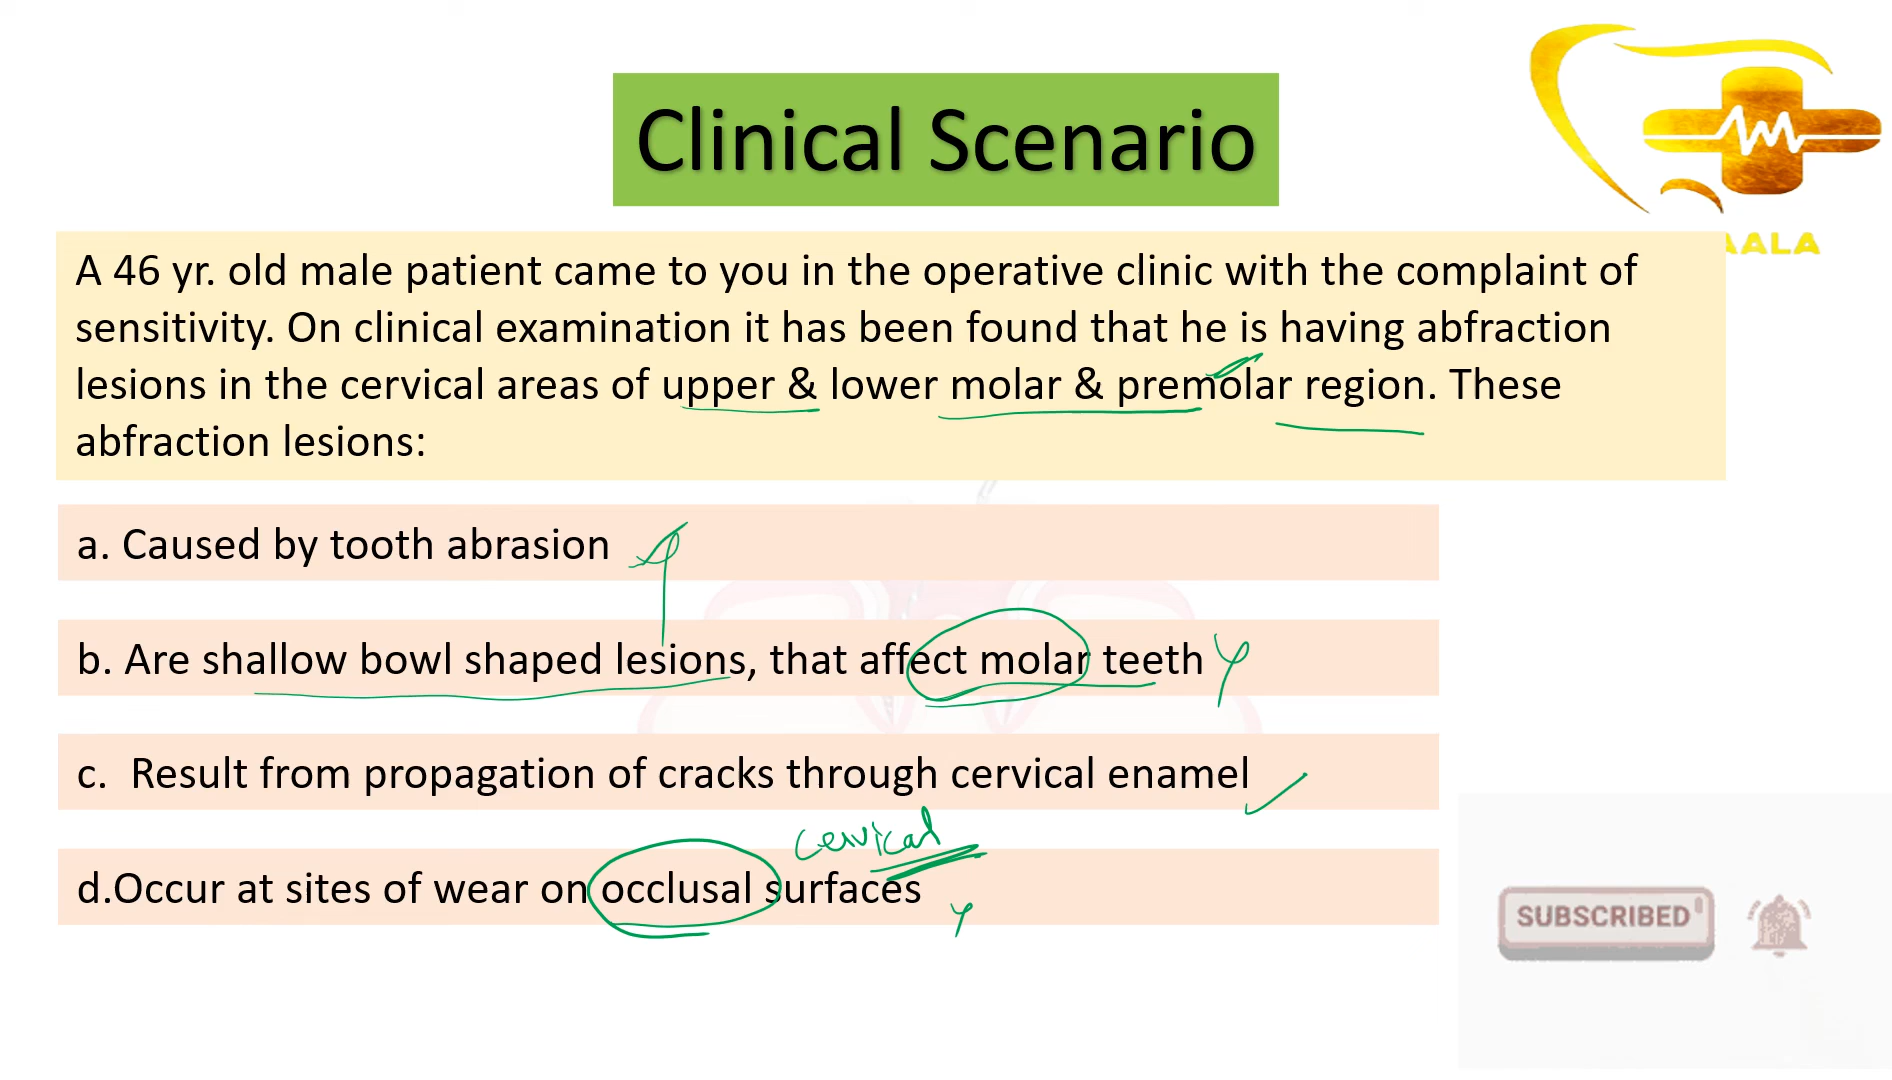 Clinical Scenario
AALA
A 46 yr. old male patient came to you in the operative clinic with the complaint of
sensitivity. On clinical examination it has been found that he is having abfraction
lesions in the cervical areas of upper & lower molar & premolar region. These
abfraction lesions:
a. Caused by tooth abrasion
b. Are shallow bowl shaped lesions, that affect molar teeth
c. Result from propagation of cracks through cervical enamel
cervical
d.Occur at sites of wear on occlusal surfaces
SUBSCRIBED